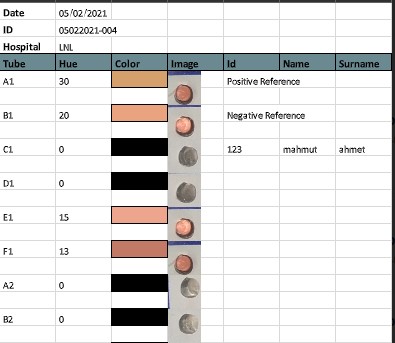 Date 05/02/2021
ID 05022021-004
Hospital LNL
Tube Hue Color Image Id Name Surname
A1 30 Positive Reference
B1 20 Negative Reference
C1 0 123 mahmut ahmet
D1 0
E1 15
F1 13
A2 0
B2 0